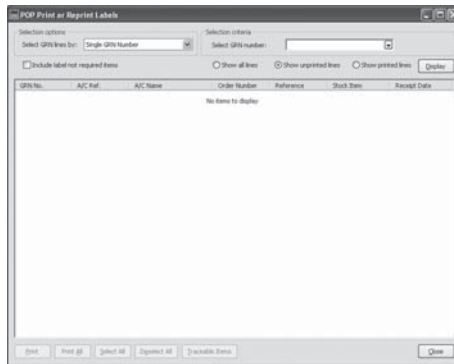 POP Print or Reprint Labels
Selection options
Selection criteria
Select GRN lines by: Single GRN Number
Select GRN number:
Include label not required items
Show all lines Show unprinted lines Show printed lines Display
GRN No. A/C Ref. A/C Name Order Number Reference Stock Item Receipt Date
No items to display
Print Print All Select All Deselect All Traceable Items Close